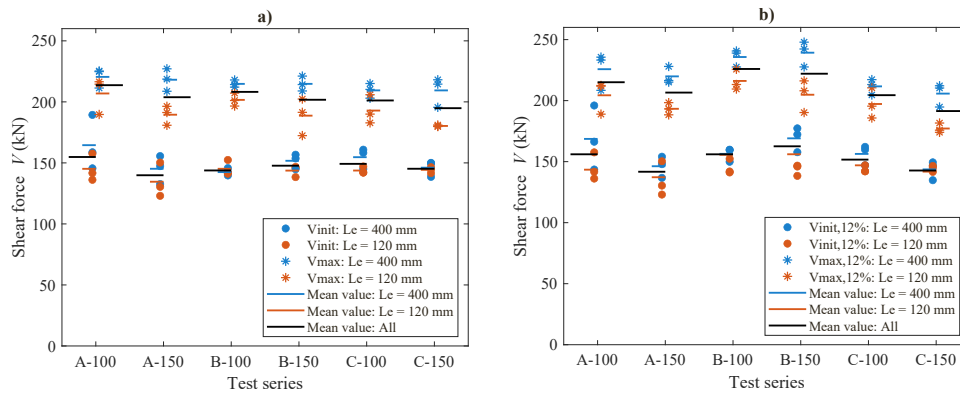 a)
250
200
150
100
50
0
Shear force V (kN)
Vinit: Le = 400 mm
Vinit: Le = 120 mm
Vmax: Le = 400 mm
Vmax: Le = 120 mm
Mean value: Le = 400 mm
Mean value: Le = 120 mm
Mean value: All
A-100 A-150 B-100 B-150 C-100 C-150
Test series
b)
250
200
150
100
50
0
Shear force V (kN)
Vinit,12%: Le = 400 mm
Vinit,12%: Le = 120 mm
Vmax,12%: Le = 400 mm
Vmax,12%: Le = 120 mm
Mean value: Le = 400 mm
Mean value: Le = 120 mm
Mean value: All
A-100 A-150 B-100 B-150 C-100 C-150
Test series